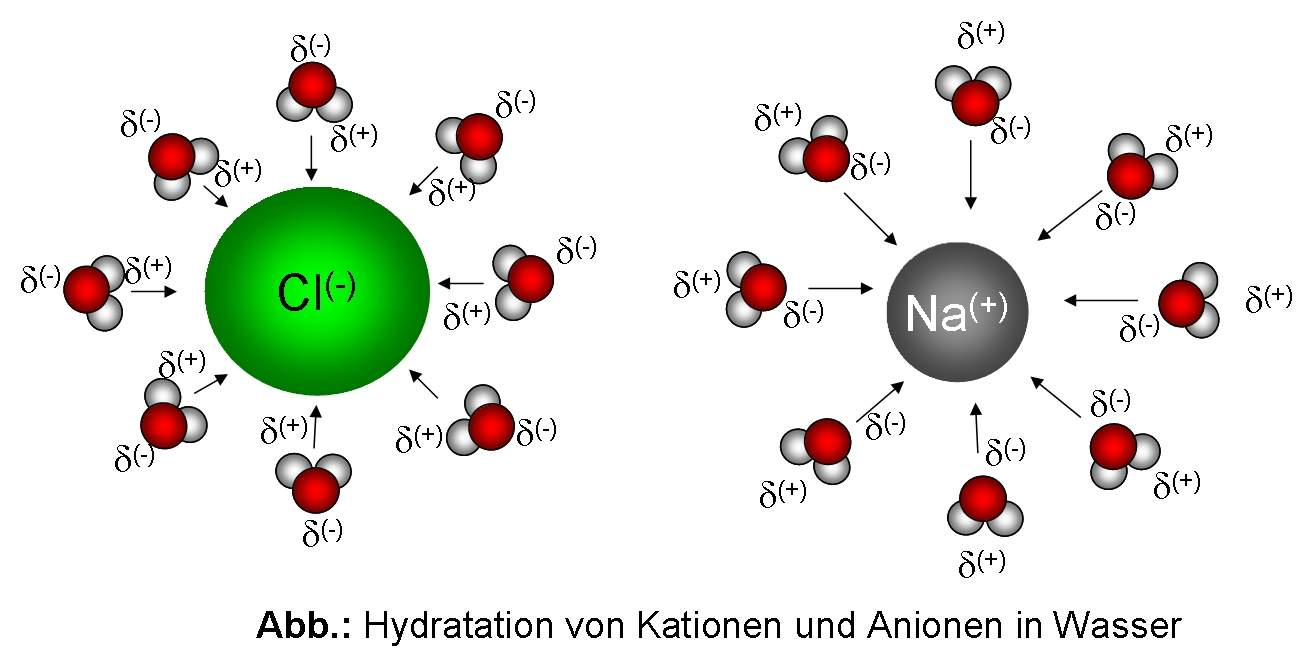 δ(-)
δ(+)
δ(-)
δ(+)
δ(-)
δ(+)
δ(-)
δ(+)
δ(-)
δ(+)
δ(+)
δ(-)
δ(+)
δ(-)
δ(+)
δ(-)
Cl(-)
δ(+)
δ(-)
δ(+)
δ(-)
δ(+)
δ(-)
δ(+)
δ(-)
δ(+)
δ(-)
δ(-)
δ(+)
δ(-)
δ(+)
δ(-)
δ(+)
Na(+)
Abb.: Hydratation von Kationen und Anionen in Wasser